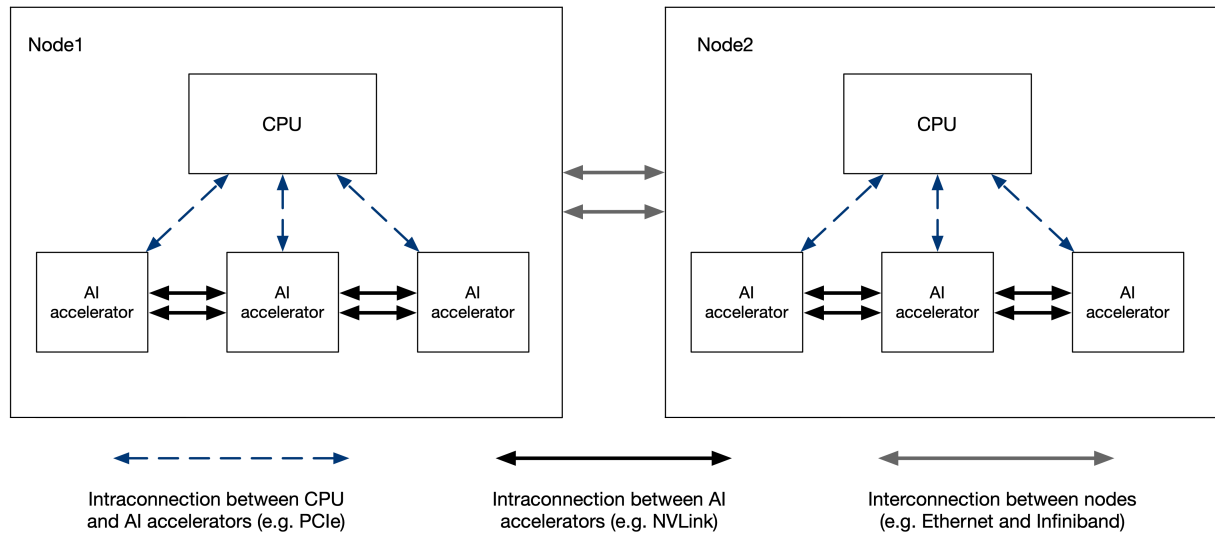 Node1
CPU
AI
accelerator
AI
accelerator
AI
accelerator
Node2
CPU
AI
accelerator
AI
accelerator
AI
accelerator
Intraconnection between CPU
and AI accelerators (e.g. PCIe)
Intraconnection between AI
accelerators (e.g. NVLink)
Interconnection between nodes
(e.g. Ethernet and Infiniband)